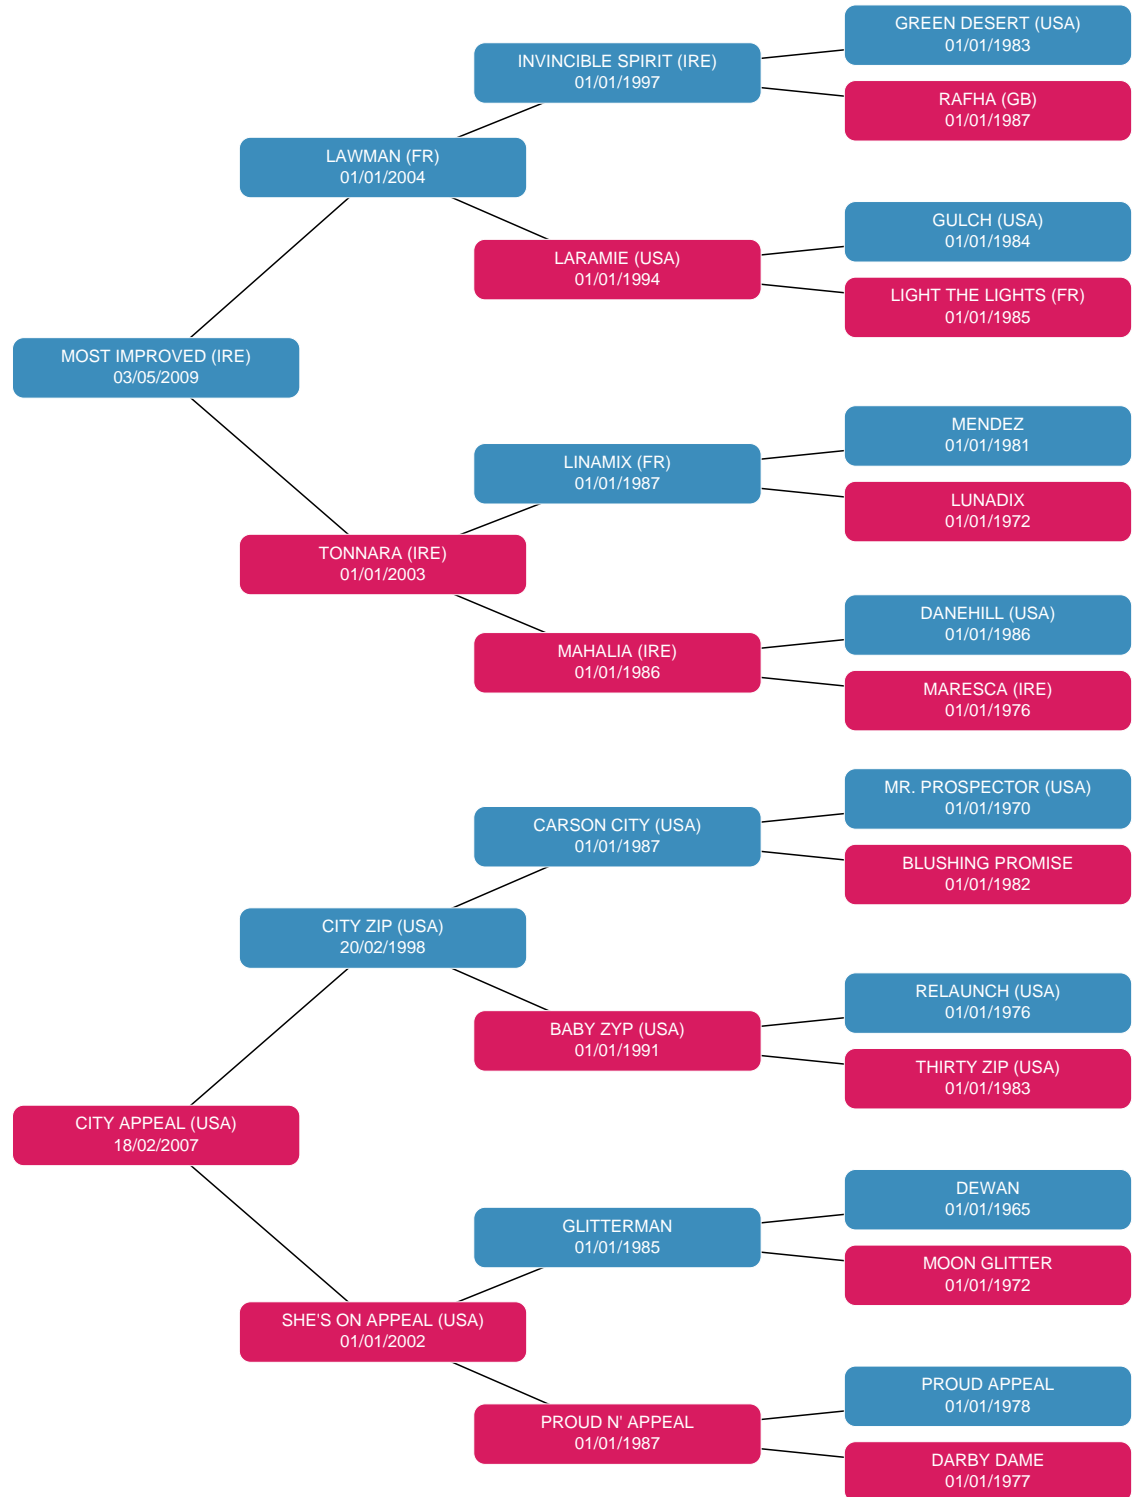 GREEN DESERT (USA)
01/01/1983
INVINCIBLE SPIRIT (IRE)
01/01/1997
RAFHA (GB)
01/01/1987
LAWMAN (FR)
01/01/2004
GULCH (USA)
01/01/1984
LARAMIE (USA)
01/01/1994
LIGHT THE LIGHTS (FR)
01/01/1985
MOST IMPROVED (IRE)
03/05/2009
MENDEZ
01/01/1981
LINAMIX (FR)
01/01/1987
LUNADIX
01/01/1972
TONNARA (IRE)
01/01/2003
DANEHILL (USA)
01/01/1986
MAHALIA (IRE)
01/01/1986
MARESCA (IRE)
01/01/1976
MR. PROSPECTOR (USA)
01/01/1970
CARSON CITY (USA)
01/01/1987
BLUSHING PROMISE
01/01/1982
CITY ZIP (USA)
20/02/1998
RELAUNCH (USA)
01/01/1976
BABY ZYP (USA)
01/01/1991
THIRTY ZIP (USA)
01/01/1983
CITY APPEAL (USA)
18/02/2007
DEWAN
01/01/1965
GLITTERMAN
01/01/1985
MOON GLITTER
01/01/1972
SHE'S ON APPEAL (USA)
01/01/2002
PROUD APPEAL
01/01/1978
PROUD N' APPEAL
01/01/1987
DARBY DAME
01/01/1977